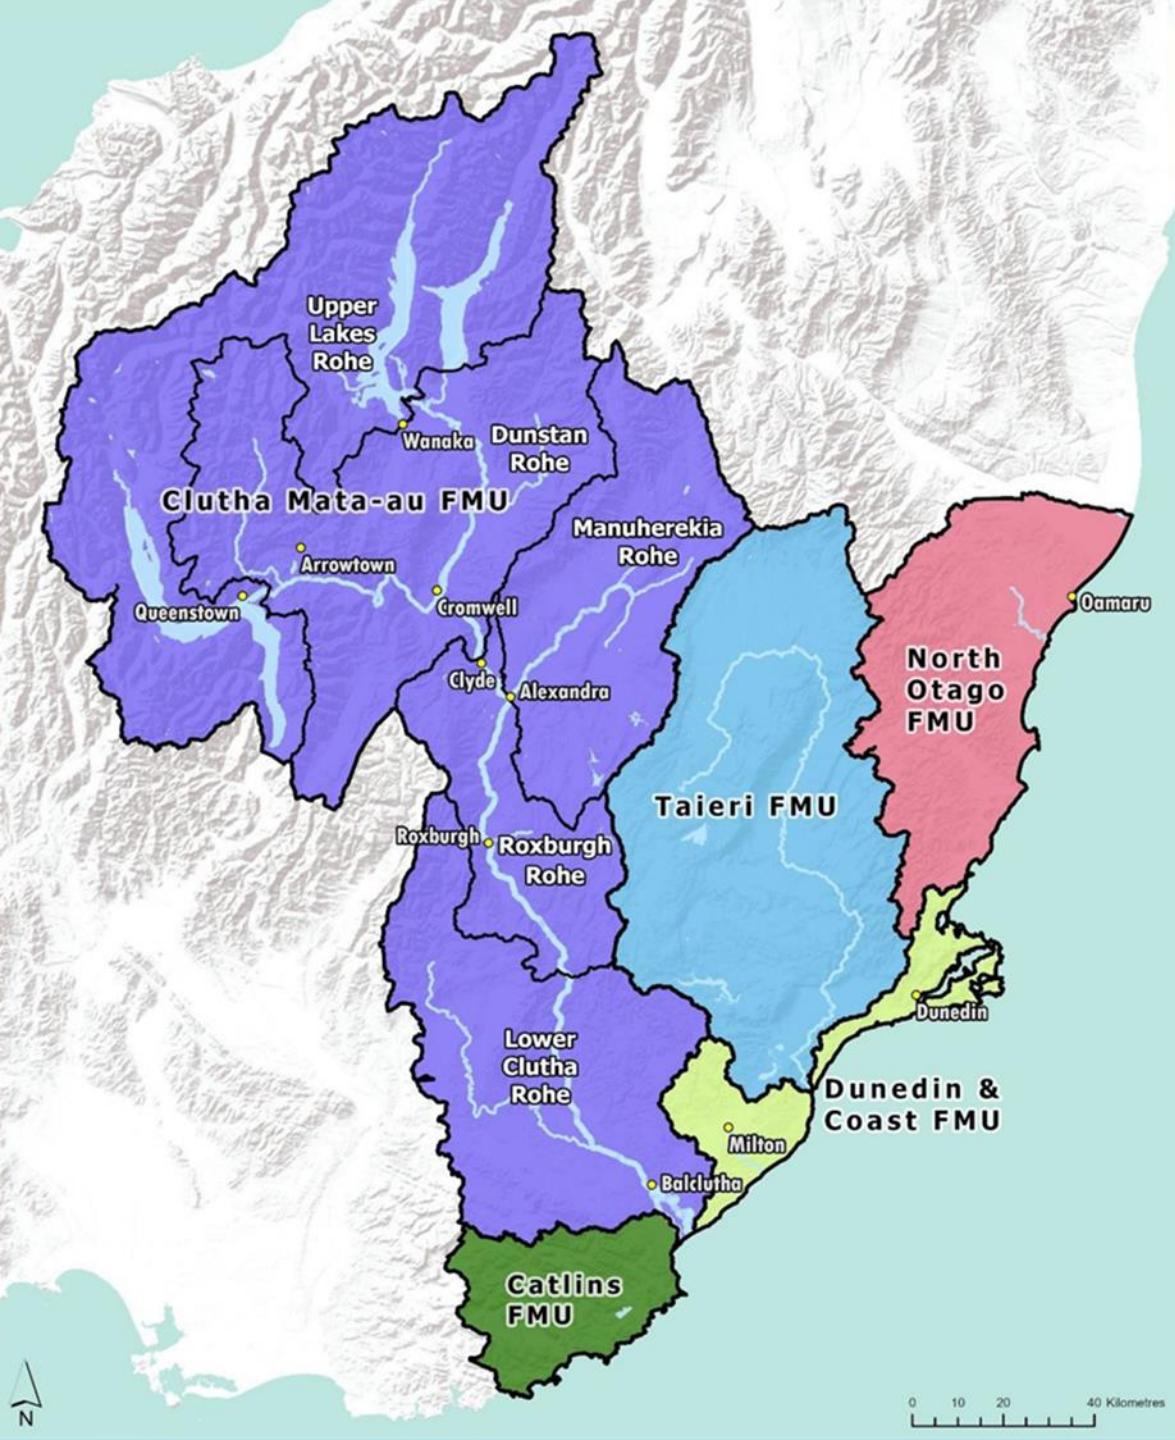 Upper
Lakes
Rohe
Wanaka
Dunstan
Rohe
Clutha Mata-au FMU
Manuherekia
Rohe
Arrowtown
Queenstown
Cromwell
Oamaru
Clyde
Alexandra
North
Otago
FMU
Taieri FMU
Roxburgh
Roxburgh
Rohe
Dunedin
Lower
Clutha
Rohe
Dunedin &
Coast FMU
Milton
Balclutha
Catlins
FMU
N
0 10 20 40 Kilometres